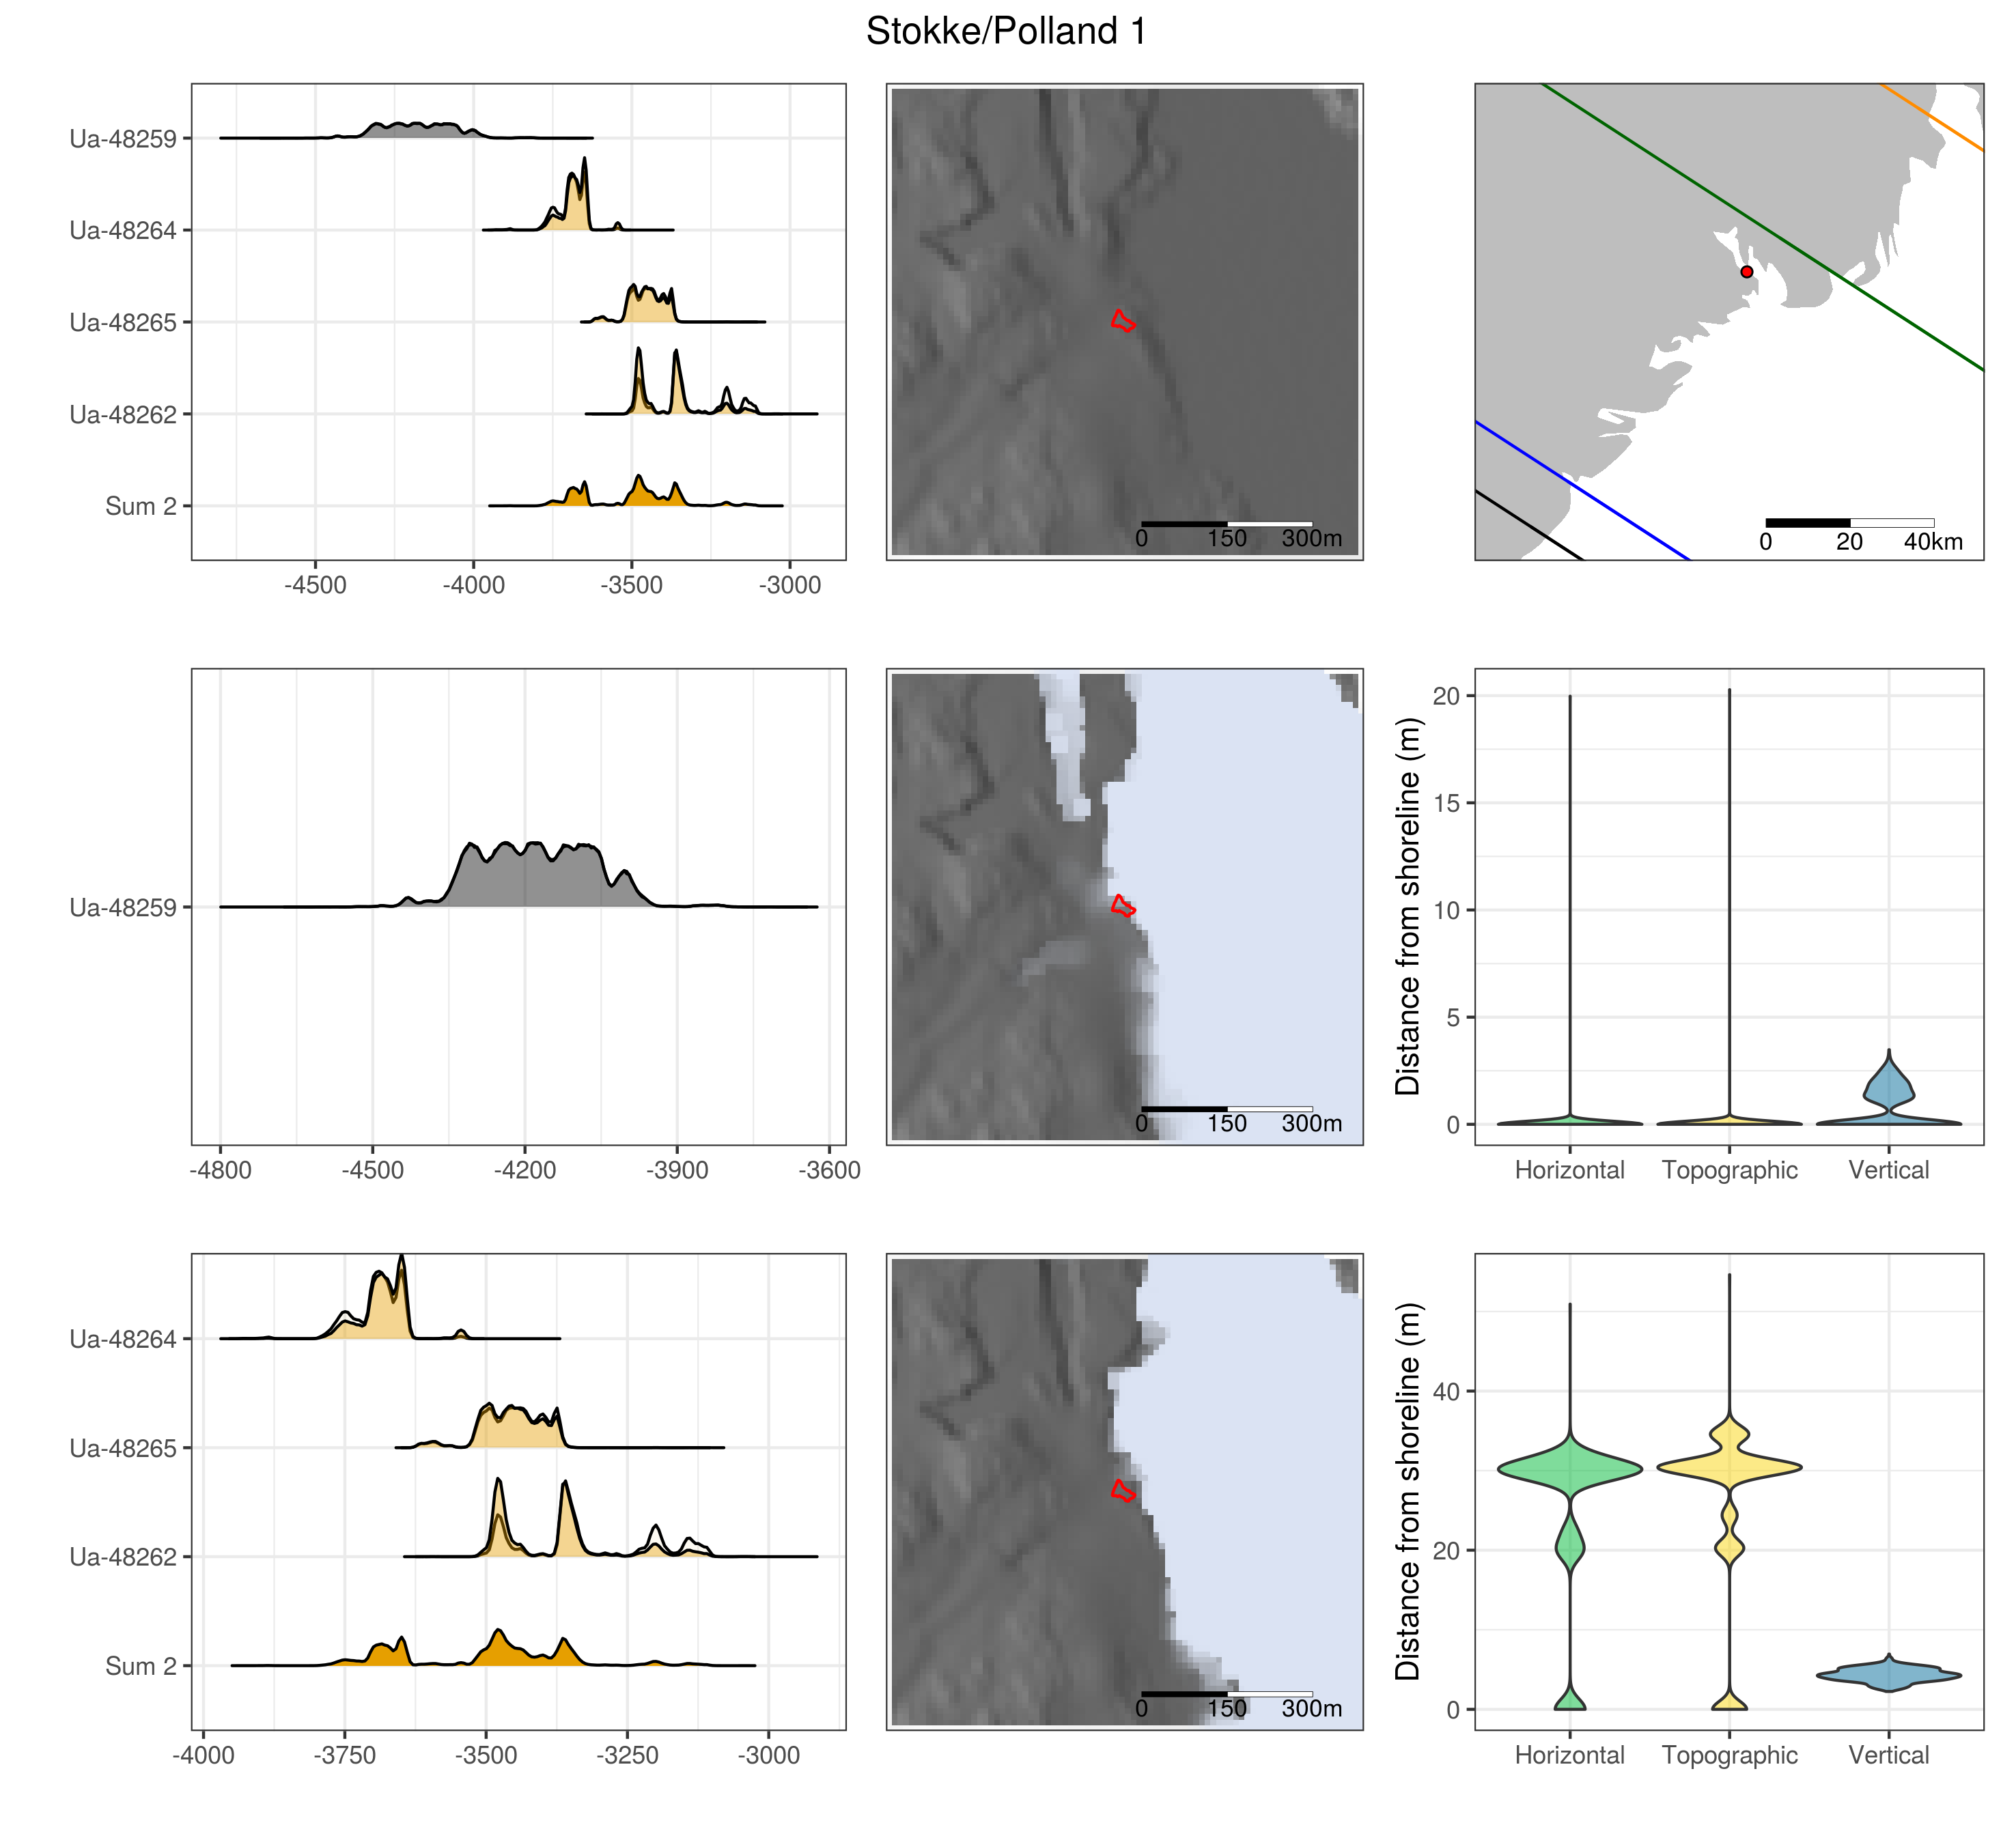 Stokke/Polland 1
Ua-48259
Ua-48264
Ua-48265
Ua-48262
Sum 2
-4500 -4000 -3500 -3000
0 150 300m
0 20 40km
Ua-48259
-4800 -4500 -4200 -3900 -3600
0 150 300m
Distance from shoreline (m)
20
15
10
5
0
Horizontal Topographic Vertical
Ua-48264
Ua-48265
Ua-48262
Sum 2
-4000 -3750 -3500 -3250 -3000
0 150 300m
Distance from shoreline (m)
40
20
0
Horizontal Topographic Vertical